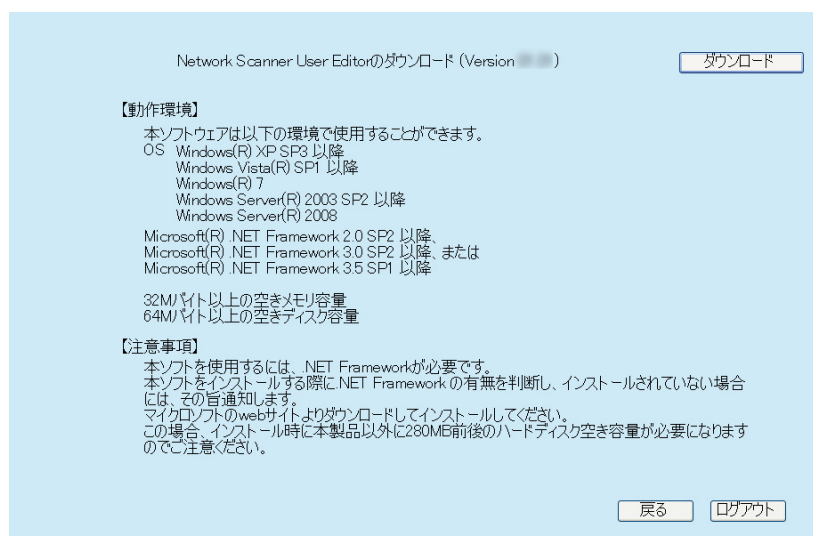 Network Scanner User Editorのダウンロード (Version )
ダウンロード
【動作環境】
本ソフトウェアは以下の環境で使用することができます。
OS Windows(R) XP SP3 以降
Windows Vista(R) SP1 以降
Windows(R) 7
Windows Server(R) 2003 SP2 以降
Windows Server(R) 2008
Microsoft(R) .NET Framework 2.0 SP2 以降、
Microsoft(R) .NET Framework 3.0 SP2 以降、または
Microsoft(R) .NET Framework 3.5 SP1 以降
32Mバイト以上の空きメモリ容量
64Mバイト以上の空きディスク容量
【注意事項】
本ソフトを使用するには、.NET Frameworkが必要です。
本ソフトをインストールする際に.NET Framework の有無を判断し、インストールされていない場合
には、その旨通知します。
マイクロソフトのwebサイトよりダウンロードしてインストールしてください。
この場合、インストール時に本製品以外に280MB前後のハードディスク空き容量が必要になります
のでご注意ください。
戻る
ログアウト